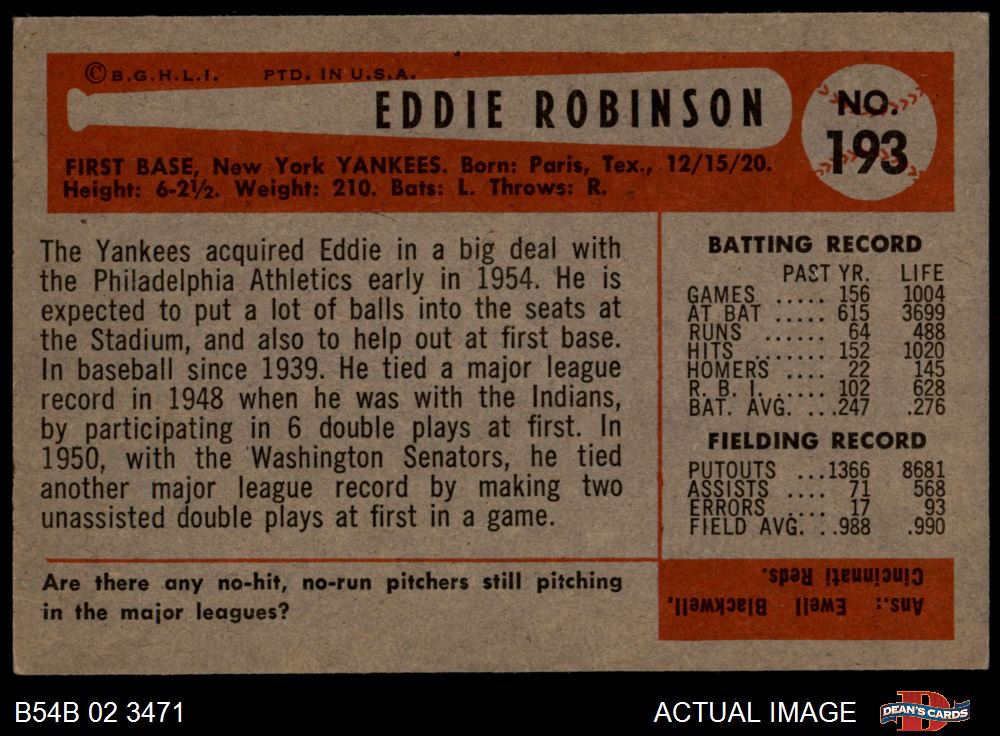 © B.G.H.L.I. PTD. IN U.S.A.
EDDIE ROBINSON
NO.
193
FIRST BASE, New York YANKEES. Born: Paris, Tex., 12/15/20.
Height: 6-2½. Weight: 210. Bats: L. Throws: R.
The Yankees acquired Eddie in a big deal with
the Philadelphia Athletics early in 1954. He is
expected to put a lot of balls into the seats at
the Stadium, and also to help out at first base.
In baseball since 1939. He tied a major league
record in 1948 when he was with the Indians,
by participating in 6 double plays at first. In
1950, with the Washington Senators, he tied
another major league record by making two
unassisted double plays at first in a game.
BATTING RECORD
PAST YR. LIFE
GAMES ..... 156 1004
AT BAT ..... 615 3699
RUNS ...... 64 488
HITS ....... 152 1020
HOMERS .... 22 145
R. B. I. ..... 102 628
BAT. AVG. ...247 .276
FIELDING RECORD
PUTOUTS ...1366 8681
ASSISTS .... 71 568
ERRORS .... 17 93
FIELD AVG. ..988 .990
Are there any no-hit, no-run pitchers still pitching
in the major leagues?
Ans.: Ewell Blackwell,
Cincinnati Reds.
B54B 02 3471
ACTUAL IMAGE
DEAN'S CARDS